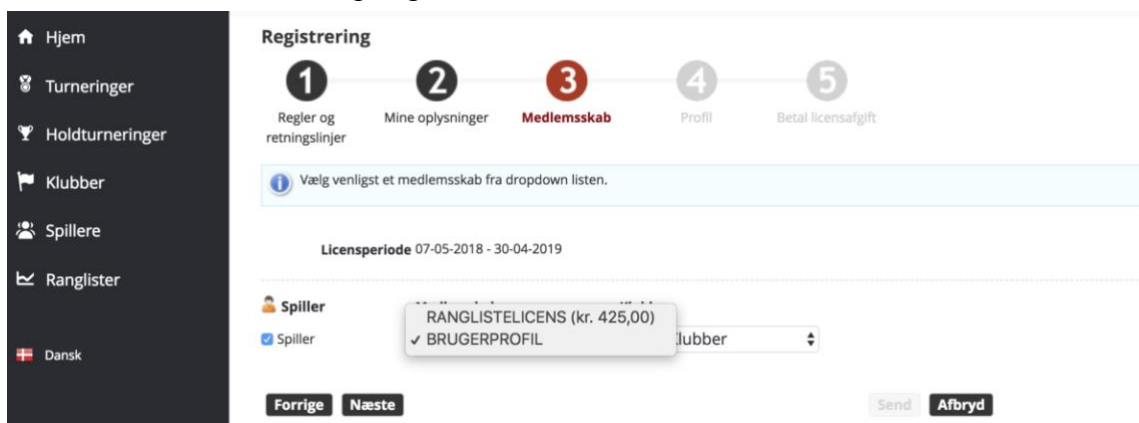 Hjem
Turneringer
Holdturneringer
Klubber
Spillere
Ranglister
Dansk
Registrering
1 2 3 4 5
Regler og retningslinjer
Mine oplysninger
Medlemsskab
Profil
Betal licensafgift
Vælg venligst et medlemsskab fra dropdown listen.
Licensperiode 07-05-2018 - 30-04-2019
Spiller
RANGLISTELICENS (kr. 425,00)
Spiller
BRUGERPROFIL
Klubber
Forrige Næste Send Afbryd